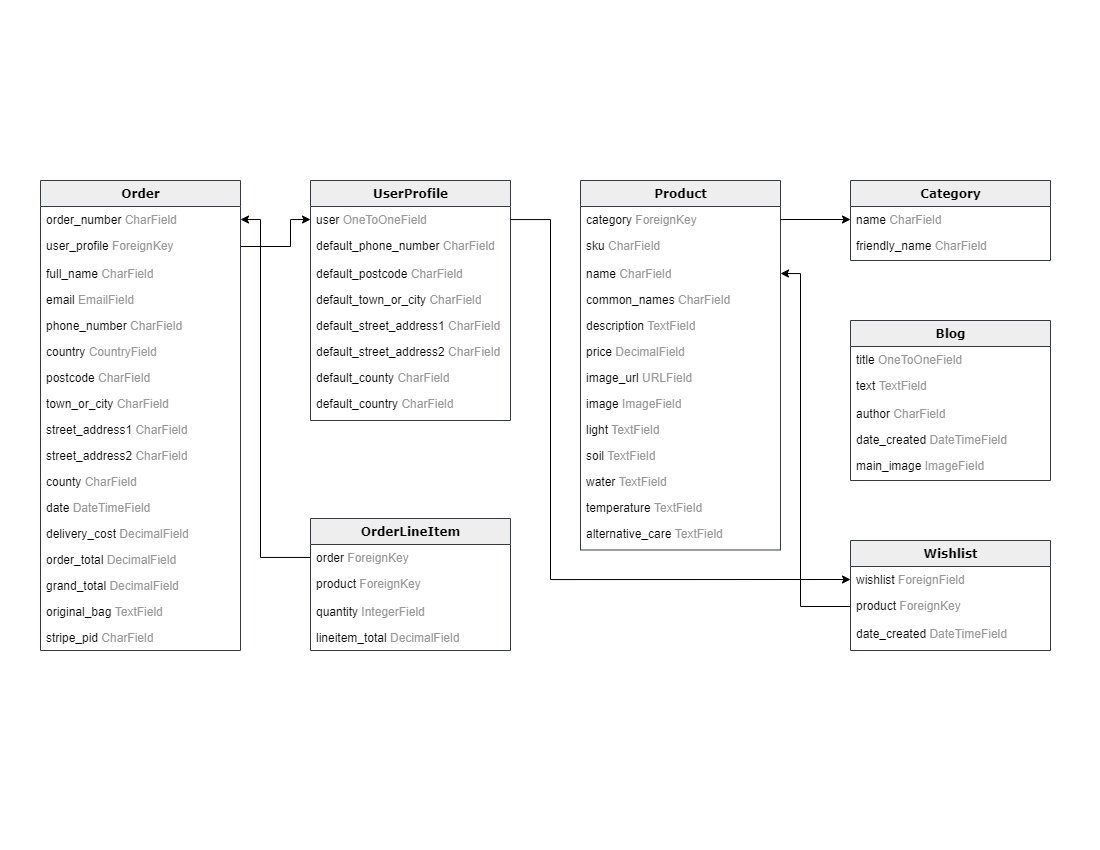 Order
order_number CharField
user_profile ForeignKey
full_name CharField
email EmailField
phone_number CharField
country CountryField
postcode CharField
town_or_city CharField
street_address1 CharField
street_address2 CharField
county CharField
date DateTimeField
delivery_cost DecimalField
order_total DecimalField
grand_total DecimalField
original_bag TextField
stripe_pid CharField
UserProfile
user OneToOneField
default_phone_number CharField
default_postcode CharField
default_town_or_city CharField
default_street_address1 CharField
default_street_address2 CharField
default_county CharField
default_country CharField
OrderLineItem
order ForeignKey
product ForeignKey
quantity IntegerField
lineitem_total DecimalField
Product
category ForeignKey
sku CharField
name CharField
common_names CharField
description TextField
price DecimalField
image_url URLField
image ImageField
light TextField
soil TextField
water TextField
temperature TextField
alternative_care TextField
Category
name CharField
friendly_name CharField
Blog
title OneToOneField
text TextField
author CharField
date_created DateTimeField
main_image ImageField
Wishlist
wishlist ForeignField
product ForeignKey
date_created DateTimeField